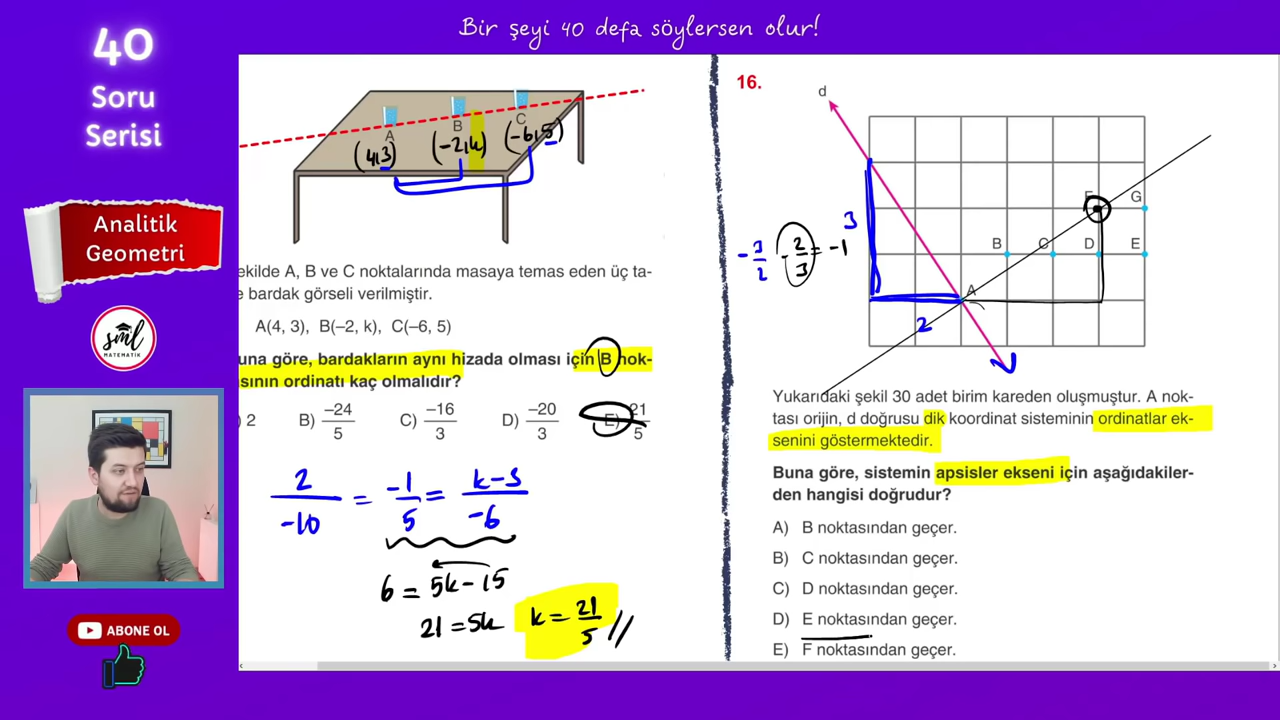 Bir şeyi 40 defa söylersen olur!
40
Soru
Serisi
Analitik
Geometri
sml
MATEMATİK
ABONE OL
A
B
C
(4,3)
(-2,k)
(-6,5)
ekilde A, B ve C noktalarında masaya temas eden üç ta-
e bardak görseli verilmiştir.
A(4, 3), B(–2, k), C(–6, 5)
una göre, bardakların aynı hizada olması için B nok-
sının ordinatı kaç olmalıdır?
) 2 B) –24/5 C) –16/3 D) –20/3 E) 21/5
2/-10 = -1/5 = k-3/-6
6 = 5k-15
21 = 5k
k = 21/5 //
16.
d
3
-3/2 · 2/3 = -1
2
A
B
C
D
E
F
G
Yukarıdaki şekil 30 adet birim kareden oluşmuştur. A nok-
tası orijin, d doğrusu dik koordinat sisteminin ordinatlar ek-
senini göstermektedir.
Buna göre, sistemin apsisler ekseni için aşağıdakiler-
den hangisi doğrudur?
A) B noktasından geçer.
B) C noktasından geçer.
C) D noktasından geçer.
D) E noktasından geçer.
E) F noktasından geçer.